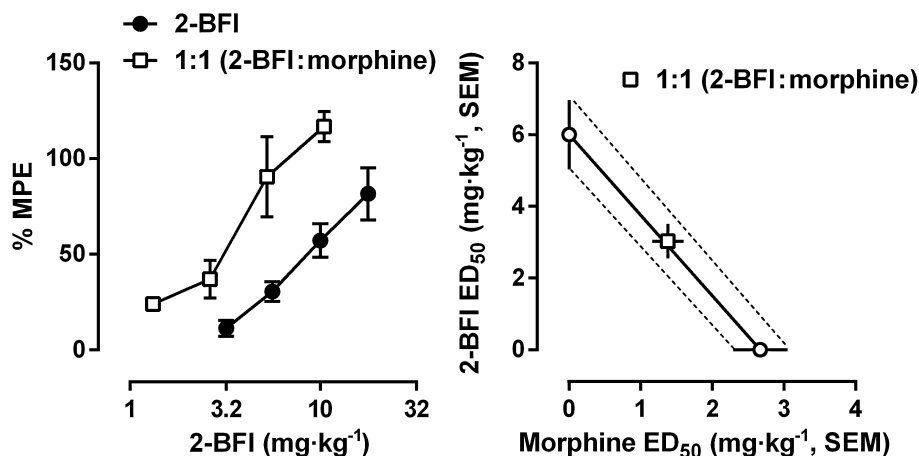 2-BFI
1:1 (2-BFI:morphine)
150
100
50
0
% MPE
1
3.2
10
32
2-BFI (mg·kg-1)
1:1 (2-BFI:morphine)
8
6
4
2
0
2-BFI ED50 (mg·kg-1, SEM)
0
1
2
3
4
Morphine ED50 (mg·kg-1, SEM)